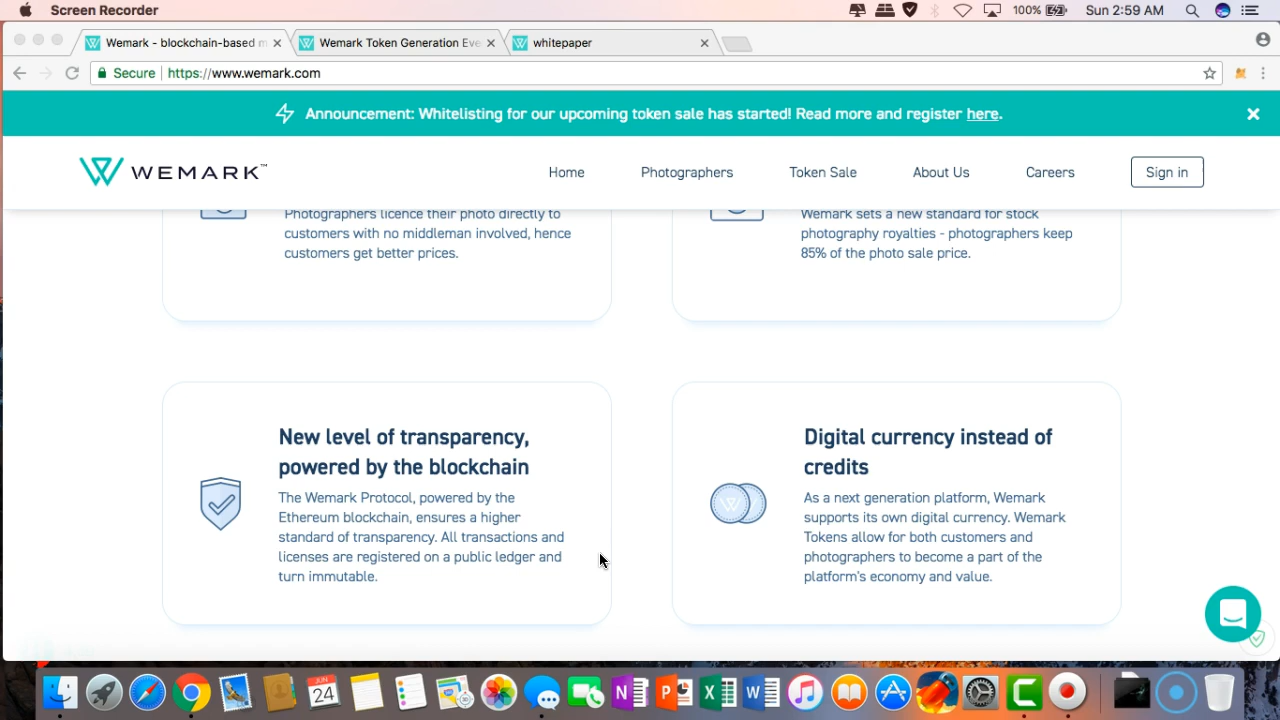 Screen Recorder
100%
Sun 2:59 AM
Wemark - blockchain-based m
Wemark Token Generation Eve
whitepaper
Secure
https://www.wemark.com
Announcement: Whitelisting for our upcoming token sale has started! Read more and register here.
WEMARK™
Home
Photographers
Token Sale
About Us
Careers
Sign in
Photographers licence their photo directly to
customers with no middleman involved, hence
customers get better prices.
Wemark sets a new standard for stock
photography royalties - photographers keep
85% of the photo sale price.
New level of transparency,
powered by the blockchain
The Wemark Protocol, powered by the
Ethereum blockchain, ensures a higher
standard of transparency. All transactions and
licenses are registered on a public ledger and
turn immutable.
Digital currency instead of
credits
As a next generation platform, Wemark
supports its own digital currency. Wemark
Tokens allow for both customers and
photographers to become a part of the
platform's economy and value.
JUN
24